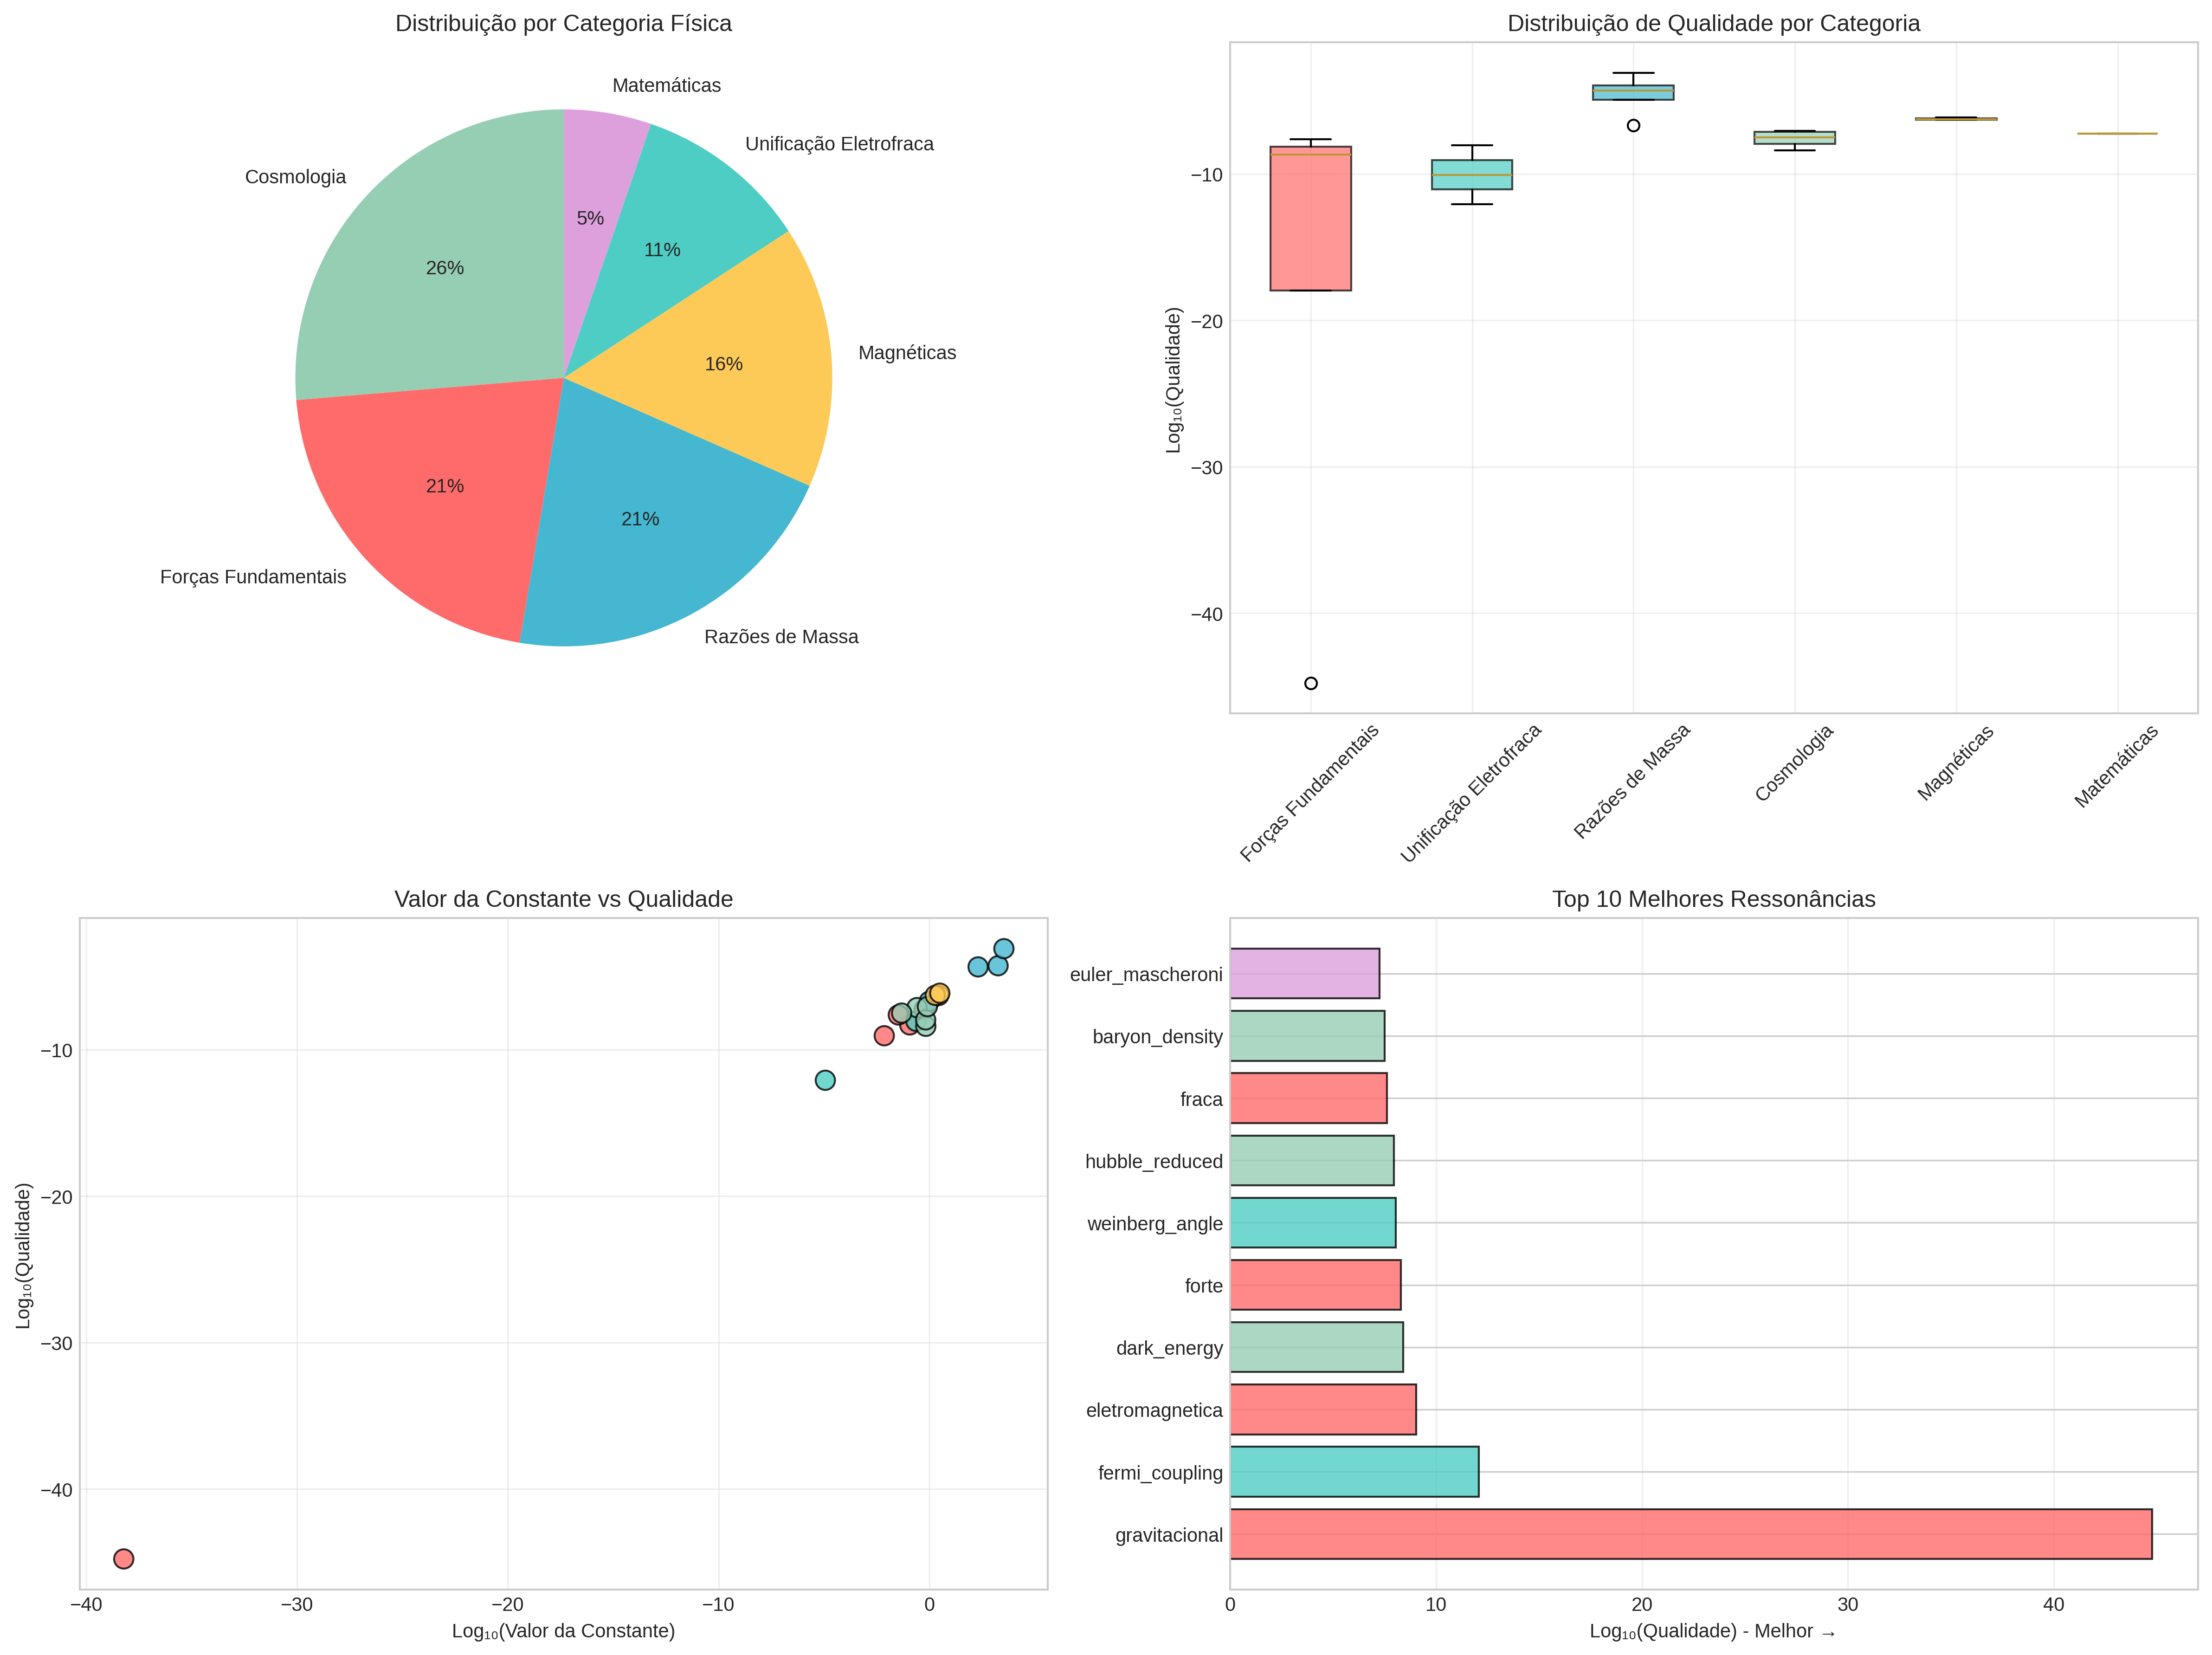 Distribuição por Categoria Física
Matemáticas
Unificação Eletrofraca
Cosmologia
5%
11%
26%
Magnéticas
16%
21%
21%
Forças Fundamentais
Razões de Massa
Distribuição de Qualidade por Categoria
Log₁₀(Qualidade)
−10
−20
−30
−40
Forças Fundamentais
Unificação Eletrofraca
Razões de Massa
Cosmologia
Magnéticas
Matemáticas
Valor da Constante vs Qualidade
Log₁₀(Qualidade)
−10
−20
−30
−40
−40
−30
−20
−10
0
Log₁₀(Valor da Constante)
Top 10 Melhores Ressonâncias
euler_mascheroni
baryon_density
fraca
hubble_reduced
weinberg_angle
forte
dark_energy
eletromagnetica
fermi_coupling
gravitacional
0
10
20
30
40
Log₁₀(Qualidade) - Melhor →